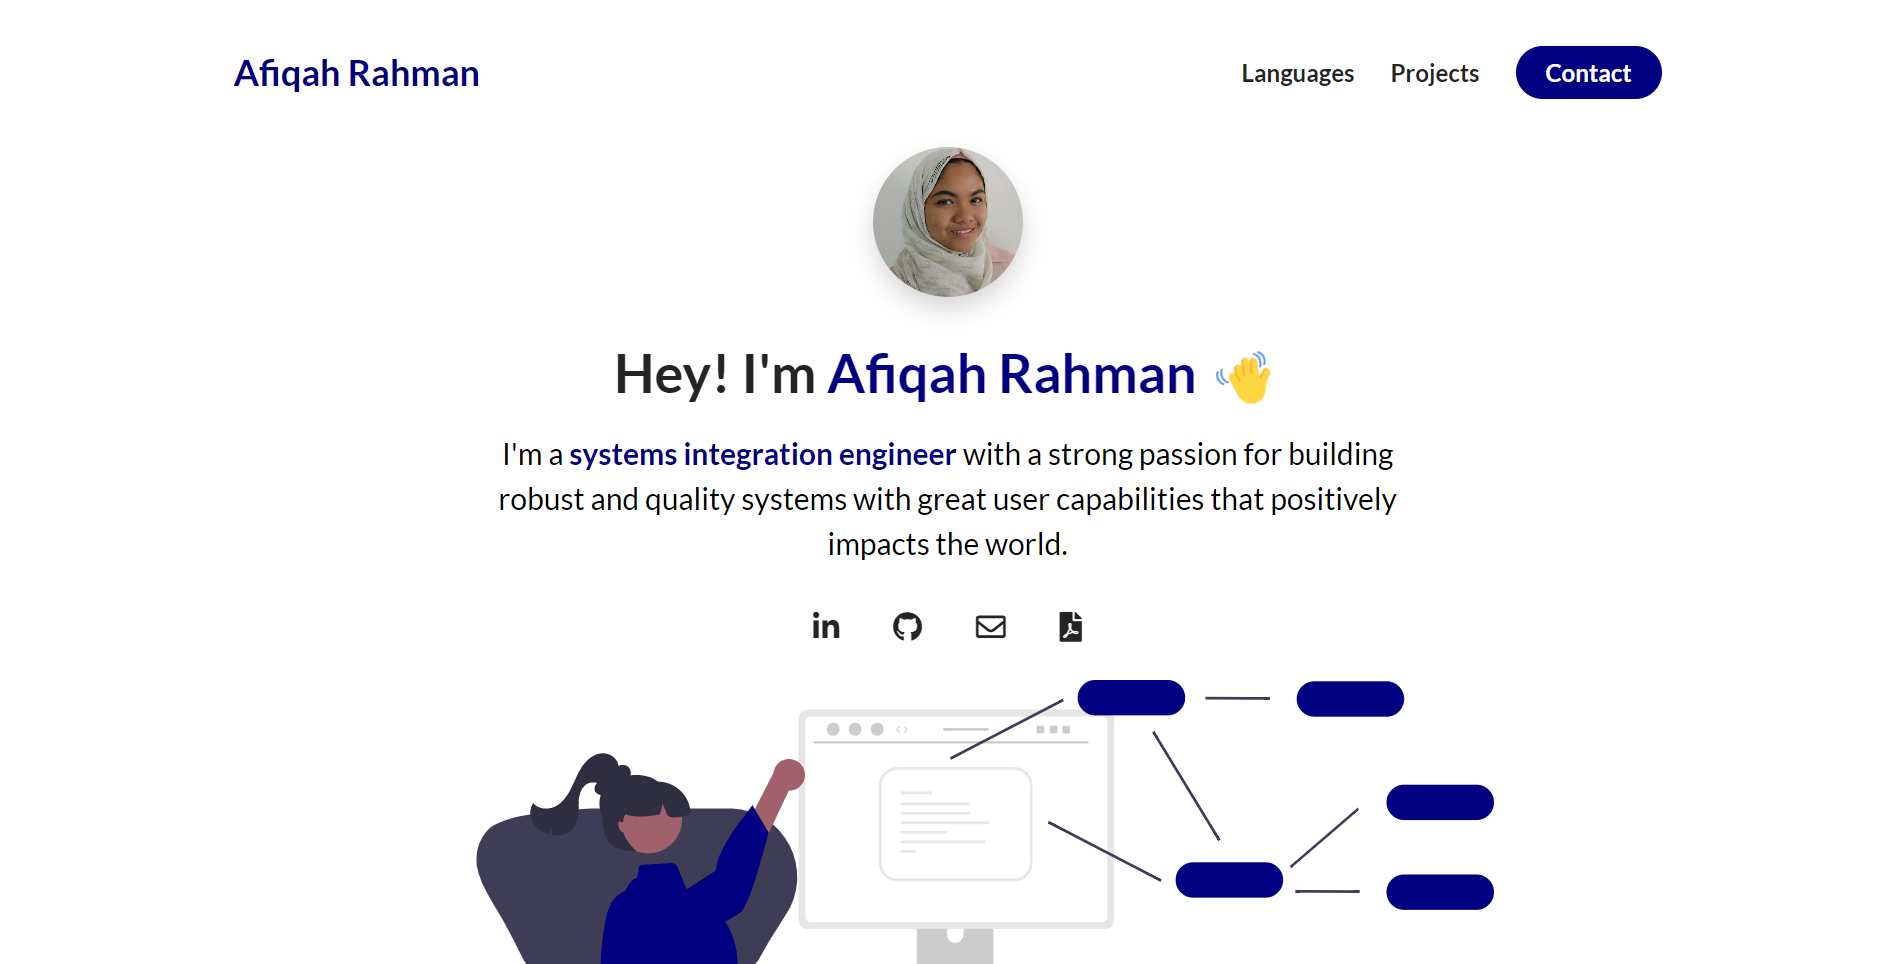 Afiqah Rahman
Languages
Projects
Contact
Hey! I'm Afiqah Rahman
I'm a systems integration engineer with a strong passion for building
robust and quality systems with great user capabilities that positively
impacts the world.